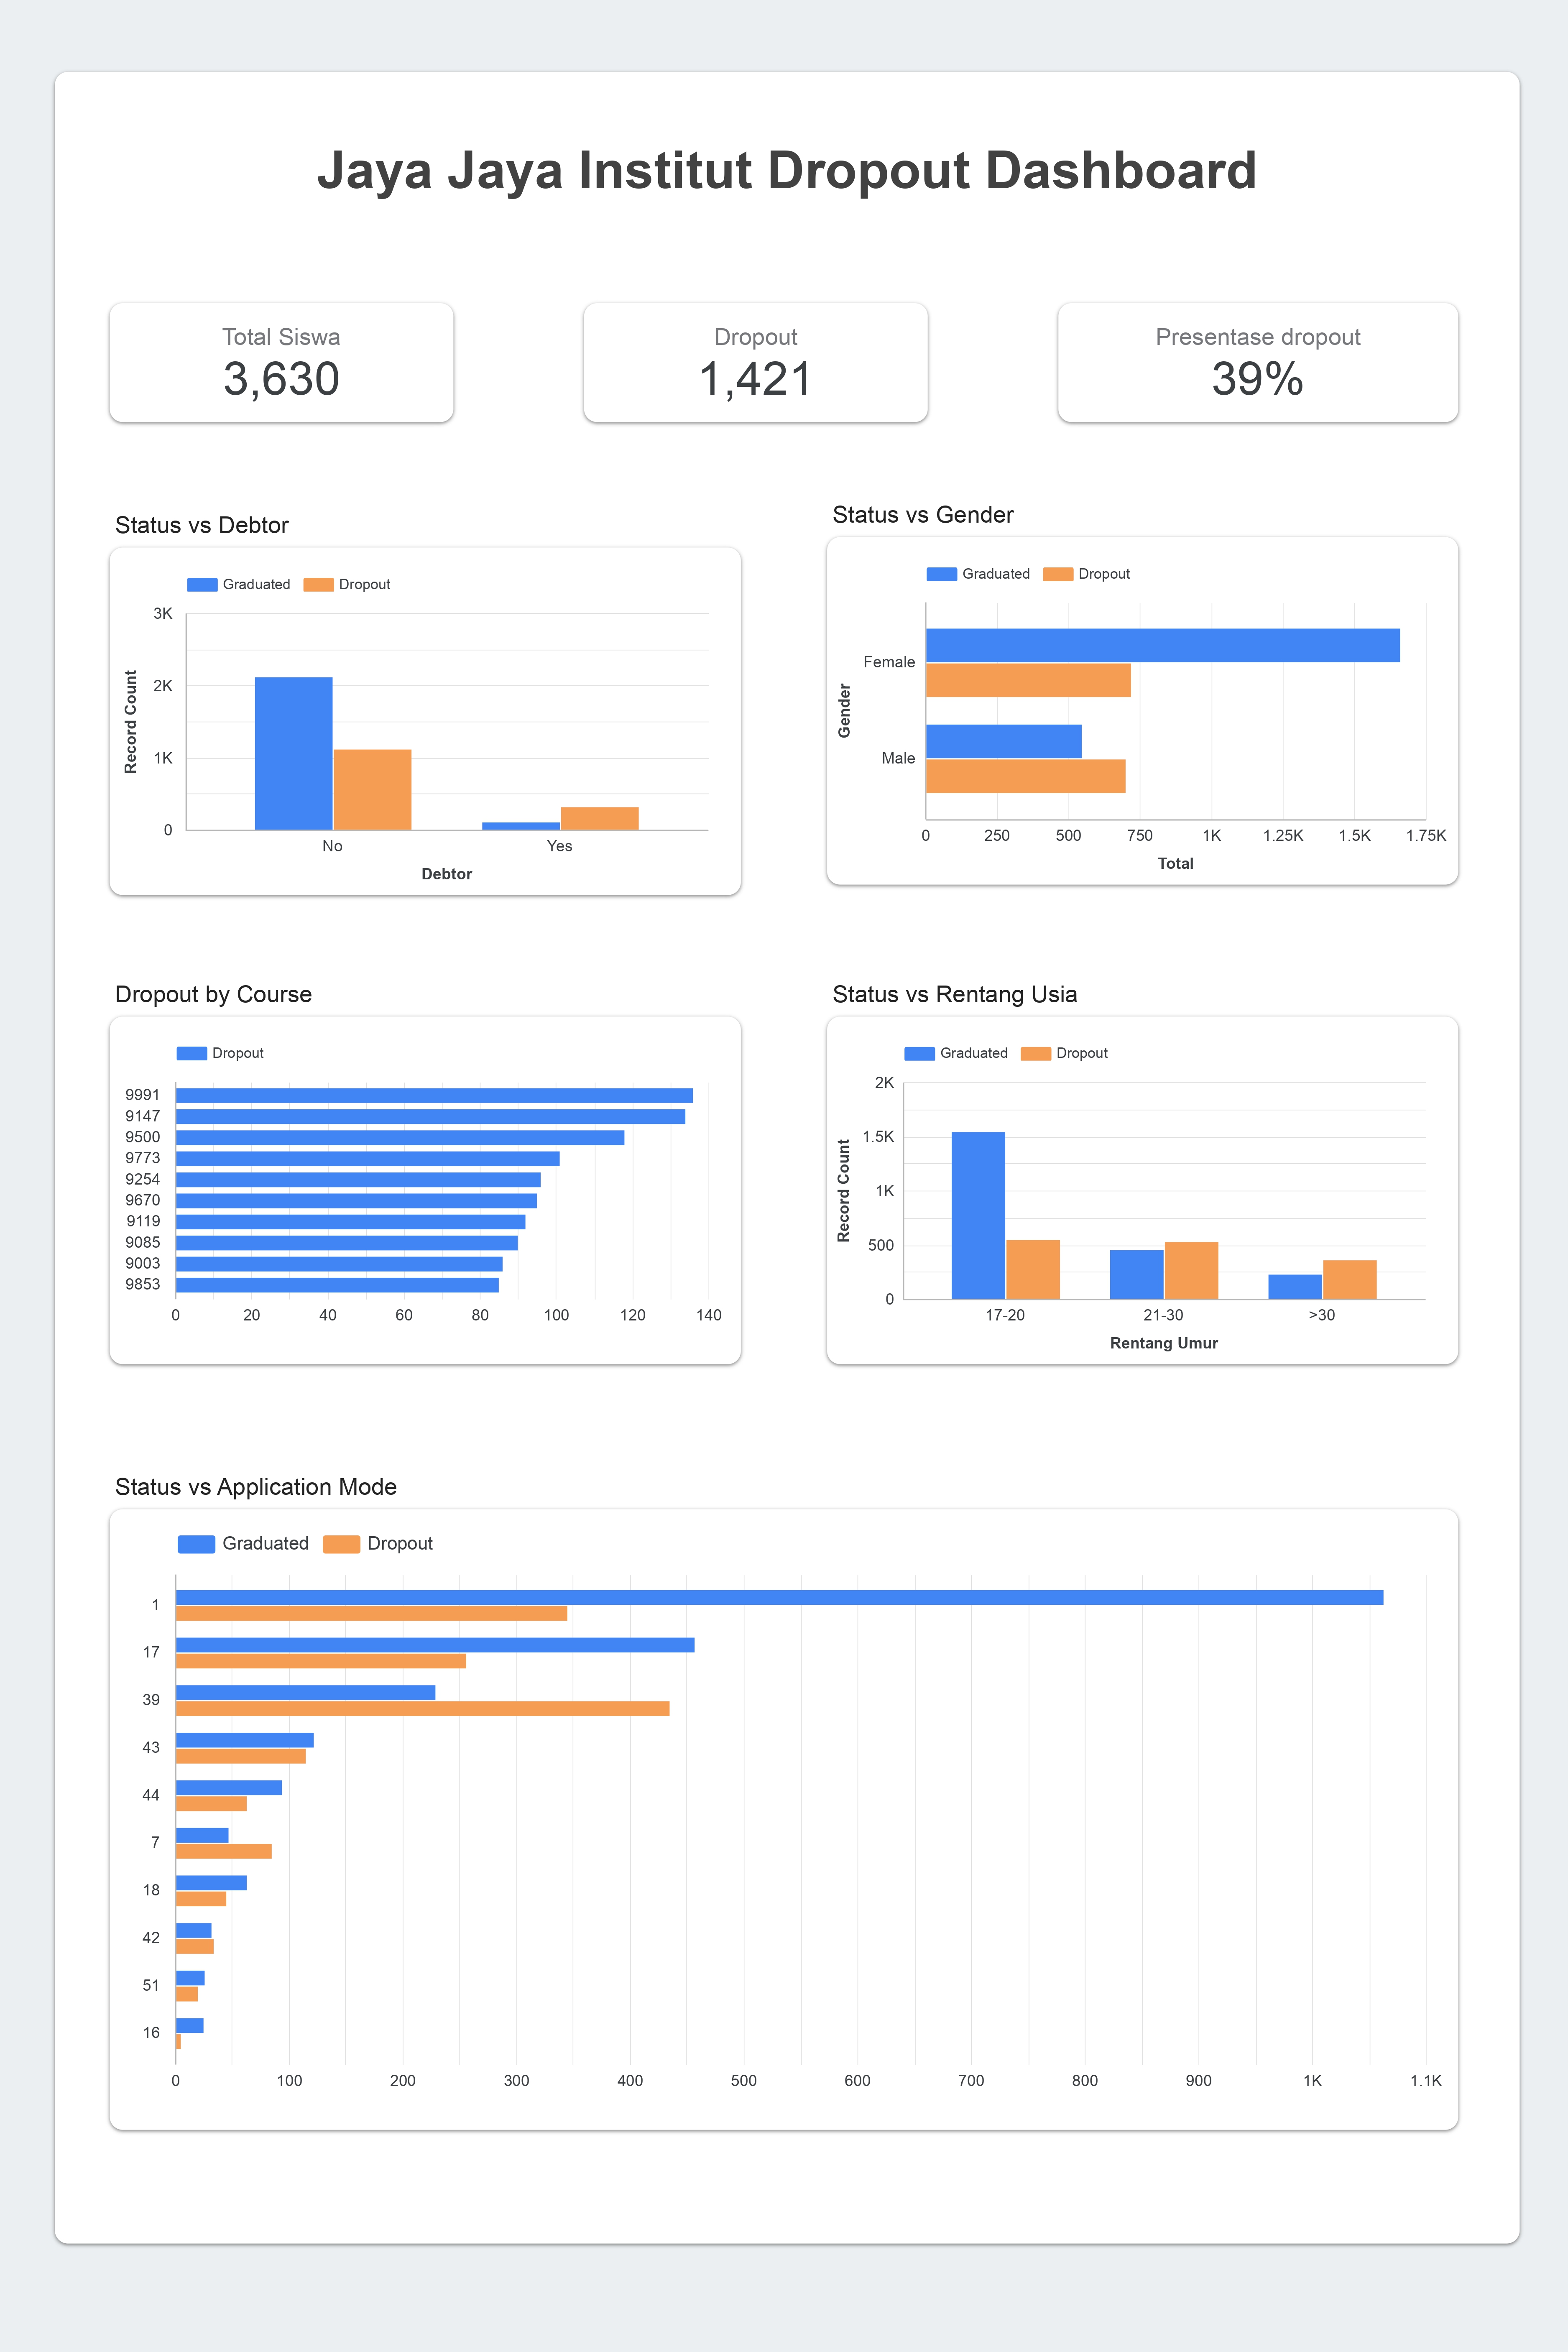 Jaya Jaya Institut Dropout Dashboard
Total Siswa
3,630
Dropout
1,421
Presentase dropout
39%
Status vs Debtor
Graduated Dropout
3K
2K
1K
0
Record Count
No Yes
Debtor
Status vs Gender
Graduated Dropout
Gender
Female
Male
0 250 500 750 1K 1.25K 1.5K 1.75K
Total
Dropout by Course
Dropout
9991
9147
9500
9773
9254
9670
9119
9085
9003
9853
0 20 40 60 80 100 120 140
Status vs Rentang Usia
Graduated Dropout
2K
1.5K
1K
500
0
Record Count
17-20 21-30 >30
Rentang Umur
Status vs Application Mode
Graduated Dropout
1
17
39
43
44
7
18
42
51
16
0 100 200 300 400 500 600 700 800 900 1K 1.1K